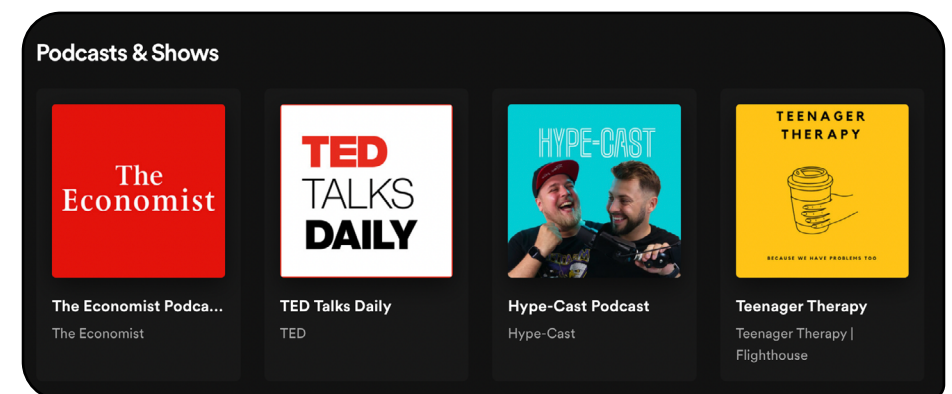 Podcasts & Shows
The
Economist
The Economist Podca...
The Economist
TED
TALKS
DAILY
TED Talks Daily
TED
HYPE-CAST
Hype-Cast Podcast
Hype-Cast
TEENAGER
THERAPY
BECAUSE WE HAVE PROBLEMS TOO
Teenager Therapy
Teenager Therapy |
Flighthouse